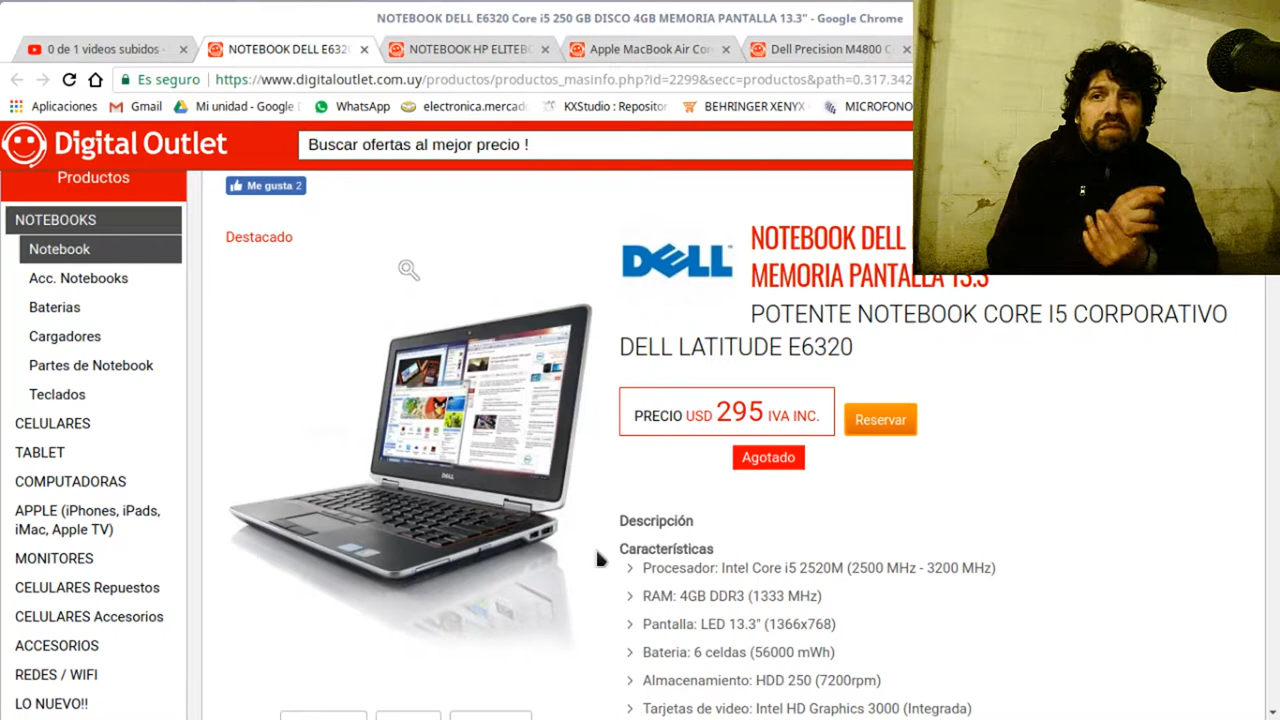 NOTEBOOK DELL E6320 Core i5 250 GB DISCO 4GB MEMORIA PANTALLA 13.3" - Google Chrome
0 de 1 videos subidos -
NOTEBOOK DELL E6320
NOTEBOOK HP ELITEB
Apple MacBook Air Cor
Dell Precision M4800 C
Es seguro
https://www.digitaloutlet.com.uy/productos/productos_masinfo.php?id=2299&secc=productos&path=0.317.342
Aplicaciones
Gmail
Mi unidad - Google
WhatsApp
electronica.mercado
KXStudio : Repositor
BEHRINGER XENYX
MICROFONO
Digital Outlet
Buscar ofertas al mejor precio !
Productos
NOTEBOOKS
Notebook
Acc. Notebooks
Baterias
Cargadores
Partes de Notebook
Teclados
CELULARES
TABLET
COMPUTADORAS
APPLE (iPhones, iPads,
iMac, Apple TV)
MONITORES
CELULARES Repuestos
CELULARES Accesorios
ACCESORIOS
REDES / WIFI
LO NUEVO!!
Me gusta 2
Destacado
DELL
DELL
NOTEBOOK DELL
MEMORIA PANTALLA 13.3
POTENTE NOTEBOOK CORE I5 CORPORATIVO
DELL LATITUDE E6320
PRECIO USD 295 IVA INC.
Reservar
Agotado
Descripción
Características
Procesador: Intel Core i5 2520M (2500 MHz - 3200 MHz)
RAM: 4GB DDR3 (1333 MHz)
Pantalla: LED 13.3" (1366x768)
Bateria: 6 celdas (56000 mWh)
Almacenamiento: HDD 250 (7200rpm)
Tarjetas de video: Intel HD Graphics 3000 (Integrada)